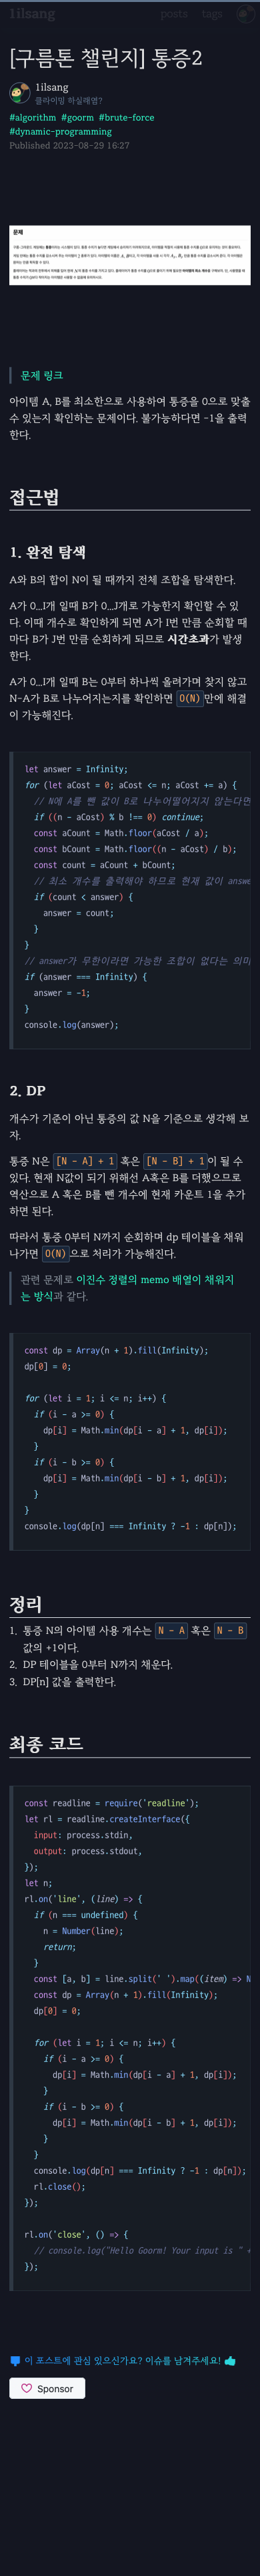 1ilsang
posts tags
[구름톤 챌린지] 통증2
1ilsang
클라이밍 하실래염?
#algorithm #goorm #brute-force
#dynamic-programming
Published 2023-08-29 16:27
문제
문제 링크
아이템 A, B를 최소한으로 사용하여 통증을 0으로 맞출
수 있는지 확인하는 문제이다. 불가능하다면 -1을 출력
한다.
접근법
1. 완전 탐색
A와 B의 합이 N이 될 때까지 전체 조합을 탐색한다.
A가 0...I개 일때 B가 0...J개로 가능한지 확인할 수 있
다. 이때 개수로 확인하게 되면 A가 I번 만큼 순회할 때
마다 B가 J번 만큼 순회하게 되므로 시간초과가 발생
한다.
A가 0...I개 일때 B는 0부터 하나씩 올려가며 찾지 않고
N-A가 B로 나누어지는지를 확인하면 O(N) 만에 해결
이 가능해진다.
let answer = Infinity;
for (let aCost = 0; aCost <= n; aCost += a) {
// N에 A를 뺀 값이 B로 나누어떨어지지 않는다면
if ((n - aCost) % b !== 0) continue;
const aCount = Math.floor(aCost / a);
const bCount = Math.floor((n - aCost) / b);
const count = aCount + bCount;
// 최소 개수를 출력해야 하므로 현재 값이 answe
if (count < answer) {
answer = count;
}
}
// answer가 무한이라면 가능한 조합이 없다는 의미
if (answer === Infinity) {
answer = -1;
}
console.log(answer);
2. DP
개수가 기준이 아닌 통증의 값 N을 기준으로 생각해 보
자.
통증 N은 [N - A] + 1 혹은 [N - B] + 1 이 될 수
있다. 현재 N값이 되기 위해선 A혹은 B를 더했으므로
역산으로 A 혹은 B를 뺀 개수에 현재 카운트 1을 추가
하면 된다.
따라서 통증 0부터 N까지 순회하며 dp 테이블을 채워
나가면 O(N) 으로 처리가 가능해진다.
관련 문제로 이진수 정렬의 memo 배열이 채워지
는 방식과 같다.
const dp = Array(n + 1).fill(Infinity);
dp[0] = 0;
for (let i = 1; i <= n; i++) {
if (i - a >= 0) {
dp[i] = Math.min(dp[i - a] + 1, dp[i]);
}
if (i - b >= 0) {
dp[i] = Math.min(dp[i - b] + 1, dp[i]);
}
}
console.log(dp[n] === Infinity ? -1 : dp[n]);
정리
1. 통증 N의 아이템 사용 개수는 N - A 혹은 N - B
값의 +1이다.
2. DP 테이블을 0부터 N까지 채운다.
3. DP[n] 값을 출력한다.
최종 코드
const readline = require('readline');
let rl = readline.createInterface({
input: process.stdin,
output: process.stdout,
});
let n;
rl.on('line', (line) => {
if (n === undefined) {
n = Number(line);
return;
}
const [a, b] = line.split(' ').map((item) => N
const dp = Array(n + 1).fill(Infinity);
dp[0] = 0;
for (let i = 1; i <= n; i++) {
if (i - a >= 0) {
dp[i] = Math.min(dp[i - a] + 1, dp[i]);
}
if (i - b >= 0) {
dp[i] = Math.min(dp[i - b] + 1, dp[i]);
}
}
console.log(dp[n] === Infinity ? -1 : dp[n]);
rl.close();
});
rl.on('close', () => {
// console.log("Hello Goorm! Your input is " +
});
이 포스트에 관심 있으신가요? 이슈를 남겨주세요!
Sponsor